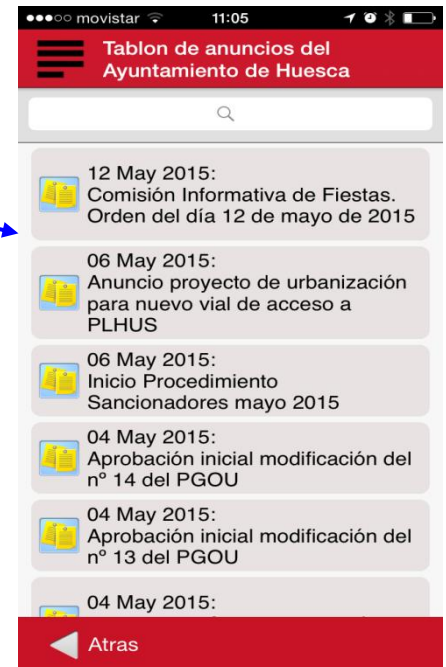 movistar 11:05
Tablon de anuncios del
Ayuntamiento de Huesca
12 May 2015:
Comisión Informativa de Fiestas.
Orden del día 12 de mayo de 2015
06 May 2015:
Anuncio proyecto de urbanización
para nuevo vial de acceso a
PLHUS
06 May 2015:
Inicio Procedimiento
Sancionadores mayo 2015
04 May 2015:
Aprobación inicial modificación del
nº 14 del PGOU
04 May 2015:
Aprobación inicial modificación del
nº 13 del PGOU
04 May 2015:
Atras